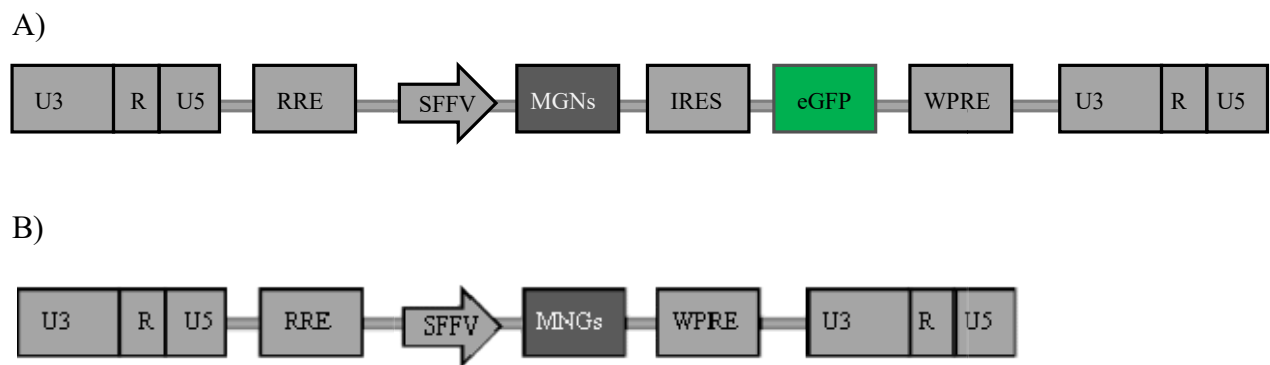 A)
U3 R U5 RRE SFFV MGNs IRES eGFP WPRE U3 R U5
B)
U3 R U5 RRE SFFV MNGs WPRE U3 R U5